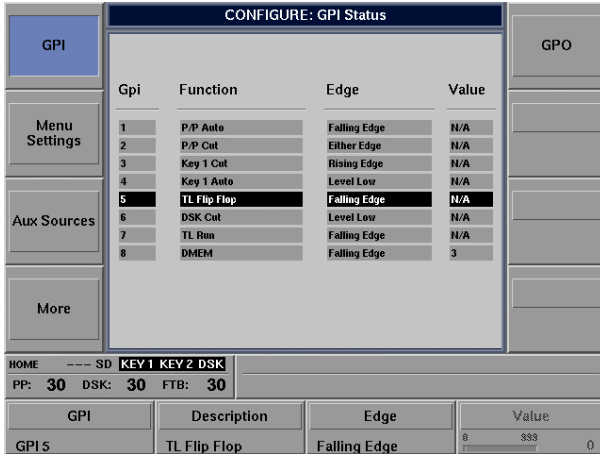 CONFIGURE: GPI Status
GPI
GPO
Gpi Function Edge Value
Menu Settings
1 P/P Auto Falling Edge N/A
2 P/P Cut Either Edge N/A
3 Key 1 Cut Rising Edge N/A
4 Key 1 Auto Level Low N/A
5 TL Flip Flop Falling Edge N/A
6 DSK Cut Level Low N/A
7 TL Run Falling Edge N/A
8 DMEM Falling Edge 3
Aux Sources
More
HOME --- SD KEY 1 KEY 2 DSK
PP: 30 DSK: 30 FTB: 30
GPI Description Edge Value
0 999
GPI 5 TL Flip Flop Falling Edge 0